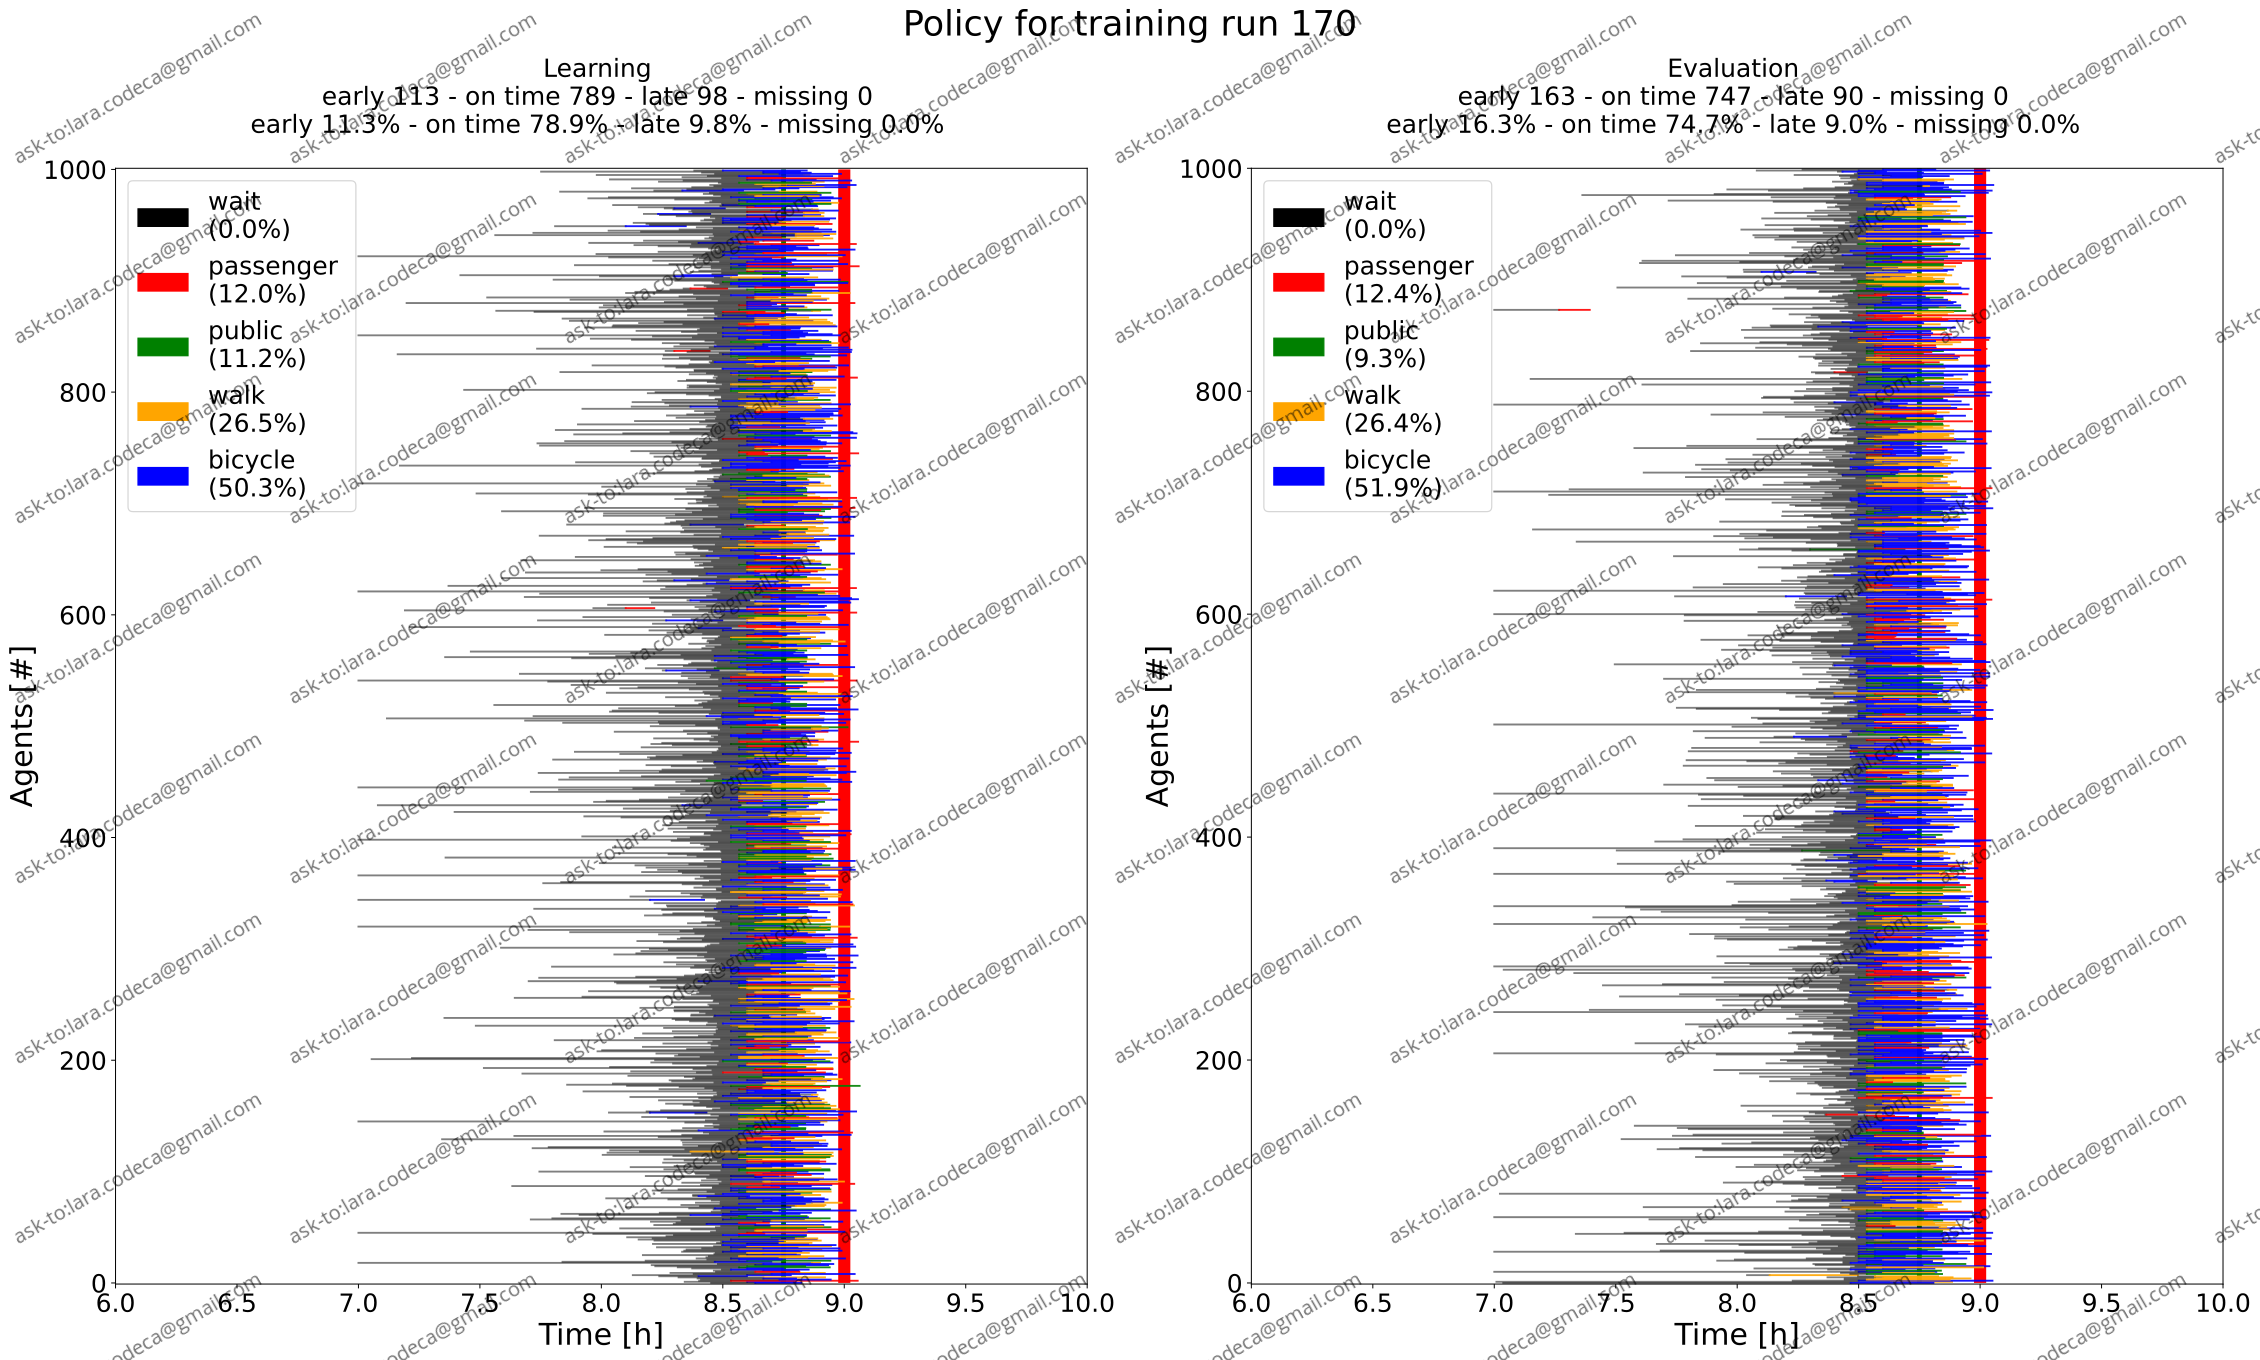 Policy for training run 170
Learning
early 113 - on time 789 - late 98 - missing 0
early 11.3% - on time 78.9% - late 9.8% - missing 0.0%
1000
800
600
400
200
0
Agents [#]
wait
(0.0%)
passenger
(12.0%)
public
(11.2%)
walk
(26.5%)
bicycle
(50.3%)
6.0 6.5 7.0 7.5 8.0 8.5 9.0 9.5 10.0
Time [h]
Evaluation
early 163 - on time 747 - late 90 - missing 0
early 16.3% - on time 74.7% - late 9.0% - missing 0.0%
1000
800
600
400
200
0
Agents [#]
wait
(0.0%)
passenger
(12.4%)
public
(9.3%)
walk
(26.4%)
bicycle
(51.9%)
6.0 6.5 7.0 7.5 8.0 8.5 9.0 9.5 10.0
Time [h]
ask-to:lara.codeca@gmail.com